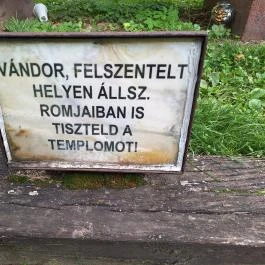 VÁNDOR, FELSZENTELT
HELYEN ÁLLSZ.
ROMJAIBAN IS
TISZTELD A
TEMPLOMOT!